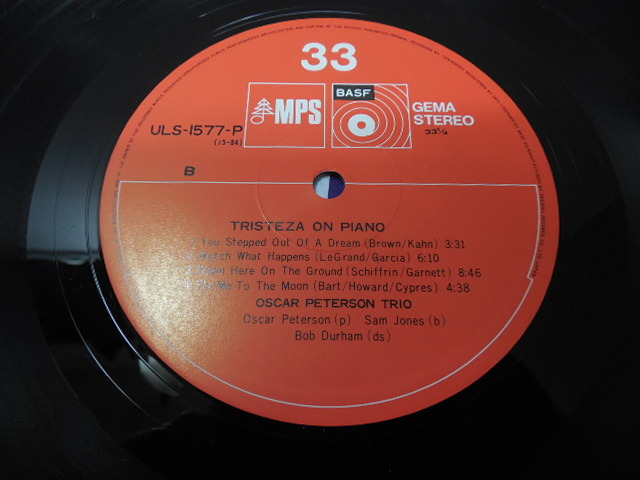 33
MPS
BASF
GEMA
STEREO
33⅓
ULS-1577-P
(15-84)
B
TRISTEZA ON PIANO
You Stepped Out Of A Dream (Brown/Kahn) 3:31
Watch What Happens (LeGrand/Garcia) 6:10
Here On The Ground (Schiffrin/Garnett) 8:46
Me To The Moon (Bart/Howard/Cypres) 4:38
OSCAR PETERSON TRIO
Oscar Peterson (p) Sam Jones (b)
Bob Durham (ds)